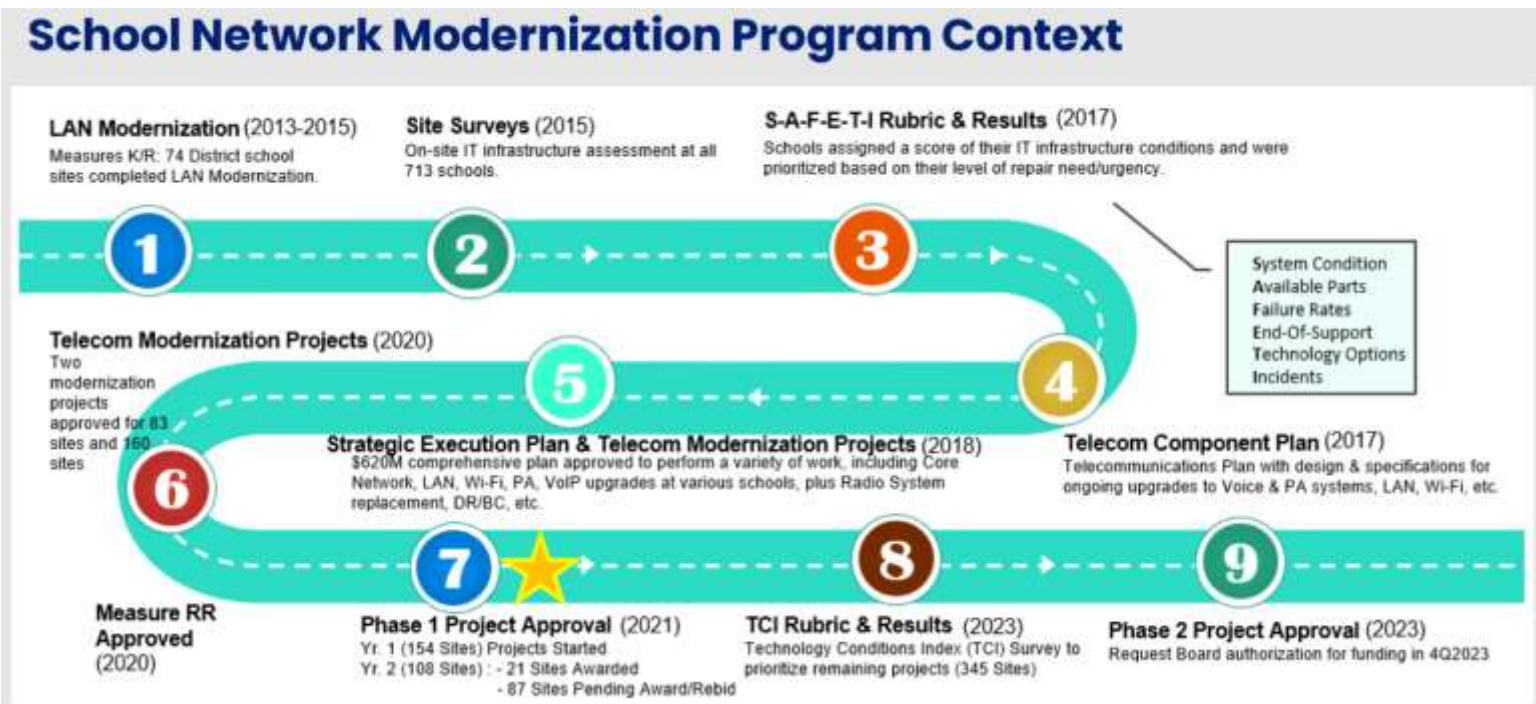 School Network Modernization Program Context
LAN Modernization (2013-2015)
Measures K/R: 74 District school
sites completed LAN Modernization.
Site Surveys (2015)
On-site IT infrastructure assessment at all
713 schools.
S-A-F-E-T-I Rubric & Results (2017)
Schools assigned a score of their IT infrastructure conditions and were
prioritized based on their level of repair need/urgency.
1
2
3
System Condition
Available Parts
Failure Rates
End-Of-Support
Technology Options
Incidents
Telecom Modernization Projects (2020)
Two
modernization
projects
approved for 83
sites and 160
sites
5
4
Strategic Execution Plan & Telecom Modernization Projects (2018)
$620M comprehensive plan approved to perform a variety of work, including Core
Network, LAN, Wi-Fi, PA, VoIP upgrades at various schools, plus Radio System
replacement, DR/BC, etc.
Telecom Component Plan (2017)
Telecommunications Plan with design & specifications for
ongoing upgrades to Voice & PA systems, LAN, Wi-Fi, etc.
6
7
8
9
Measure RR
Approved
(2020)
Phase 1 Project Approval (2021)
Yr. 1 (154 Sites) Projects Started
Yr. 2 (108 Sites) : - 21 Sites Awarded
- 87 Sites Pending Award/Rebid
TCI Rubric & Results (2023)
Technology Conditions Index (TCI) Survey to
prioritize remaining projects (345 Sites)
Phase 2 Project Approval (2023)
Request Board authorization for funding in 4Q2023